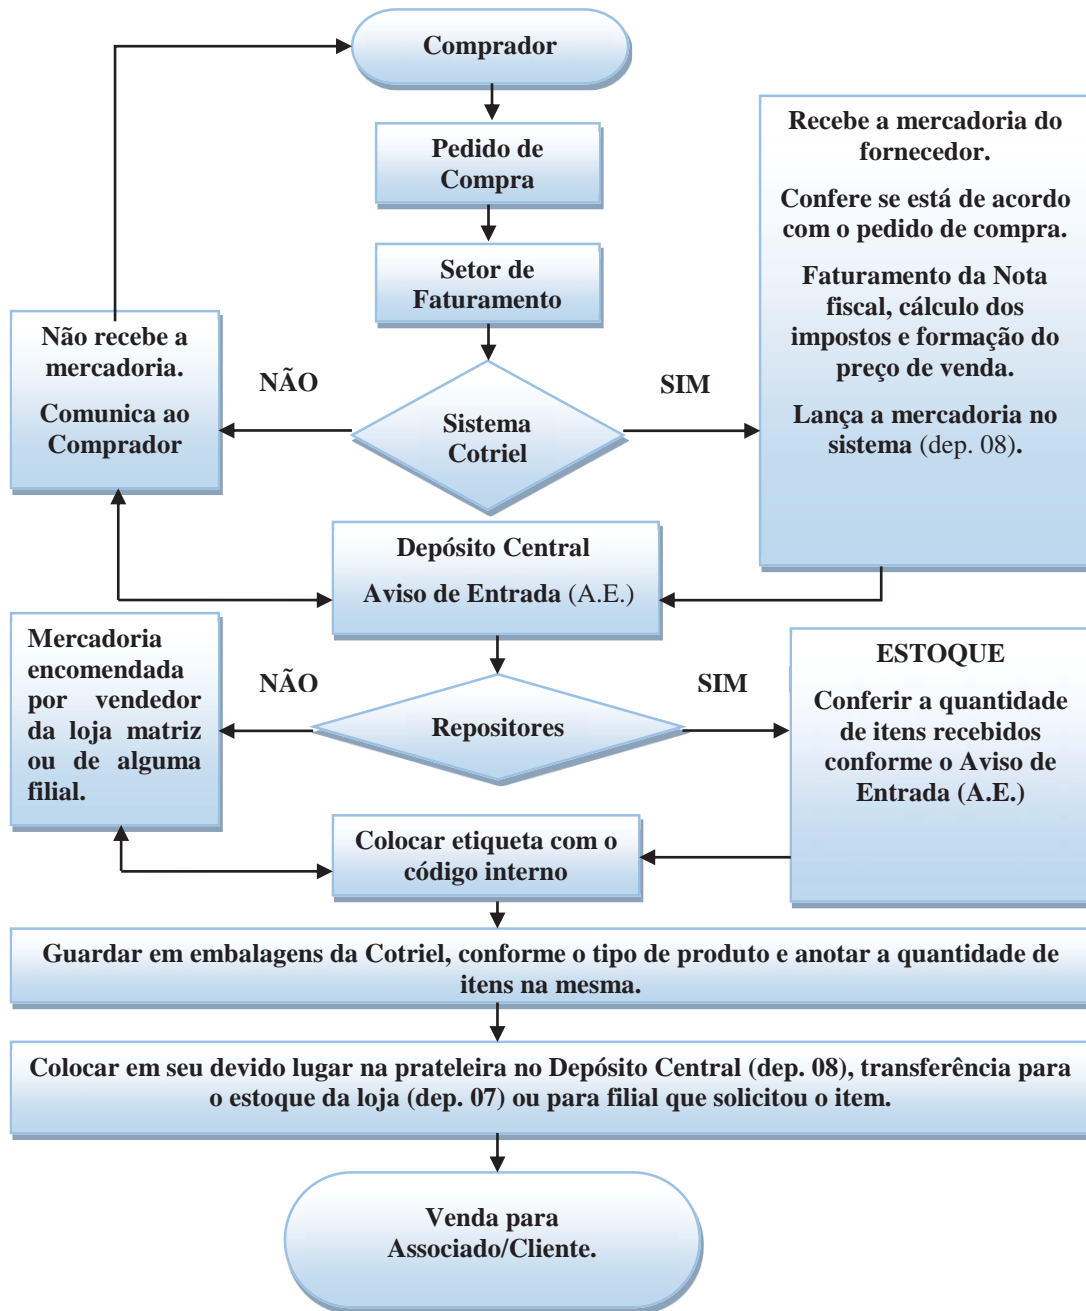 Comprador
Pedido de
Compra
Setor de
Faturamento
Recebe a mercadoria do
fornecedor.
Confere se está de acordo
com o pedido de compra.
Faturamento da Nota
fiscal, cálculo dos
impostos e formação do
preço de venda.
Lança a mercadoria no
sistema (dep. 08).
Não recebe a
mercadoria.
Comunica ao
Comprador
NÃO
Sistema
Cotriel
SIM
Depósito Central
Aviso de Entrada (A.E.)
Mercadoria
encomendada
por vendedor
da loja matriz
ou de alguma
filial.
NÃO
Repositores
SIM
ESTOQUE
Conferir a quantidade
de itens recebidos
conforme o Aviso de
Entrada (A.E.)
Colocar etiqueta com o
código interno
Guardar em embalagens da Cotriel, conforme o tipo de produto e anotar a quantidade de
itens na mesma.
Colocar em seu devido lugar na prateleira no Depósito Central (dep. 08), transferência para
o estoque da loja (dep. 07) ou para filial que solicitou o item.
Venda para
Associado/Cliente.